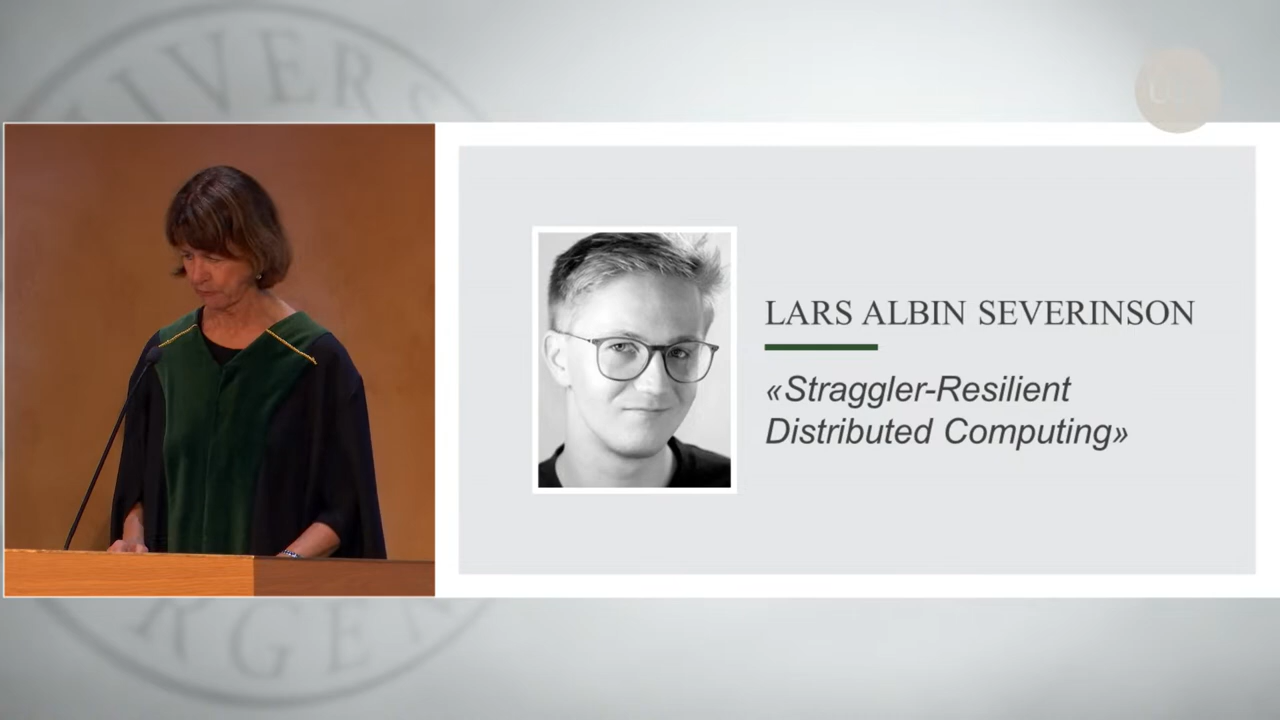 LARS ALBIN SEVERINSON
«Straggler-Resilient
Distributed Computing»